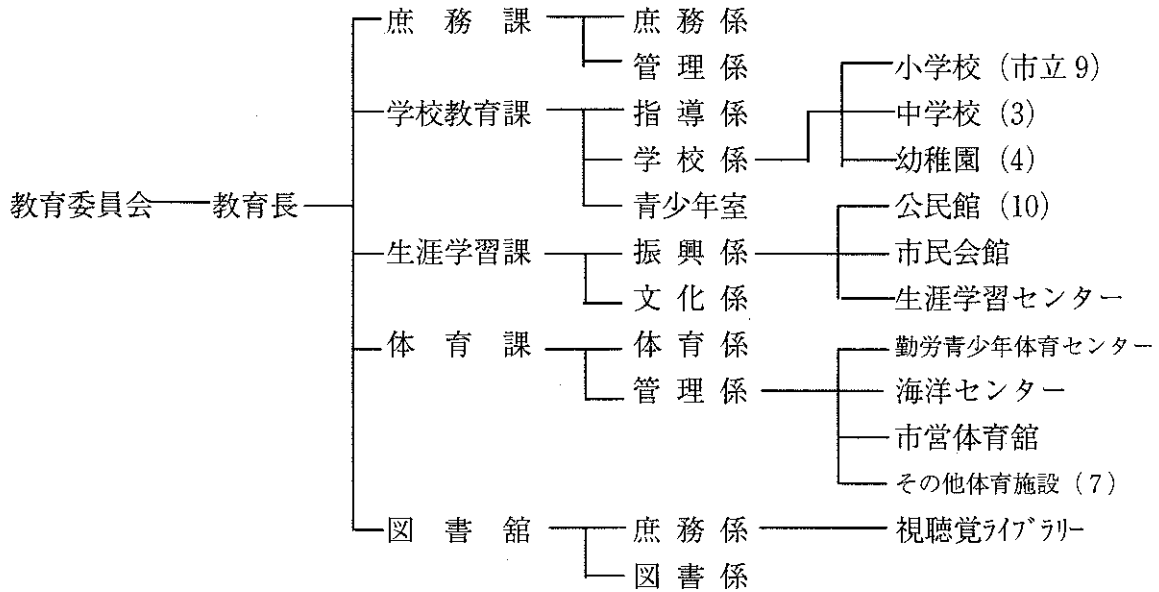 庶務課 庶務係
管理係 小学校 (市立9)
学校教育課 指導係 中学校 (3)
学校係 幼稚園 (4)
教育委員会 教育長 青少年室 公民館 (10)
生涯学習課 振興係 市民会館
文化係 生涯学習センター
体育課 体育係 勤労青少年体育センター
管理係 海洋センター
市営体育舘
その他体育施設 (7)
図書舘 庶務係 視聴覚ライブラリー
図書係